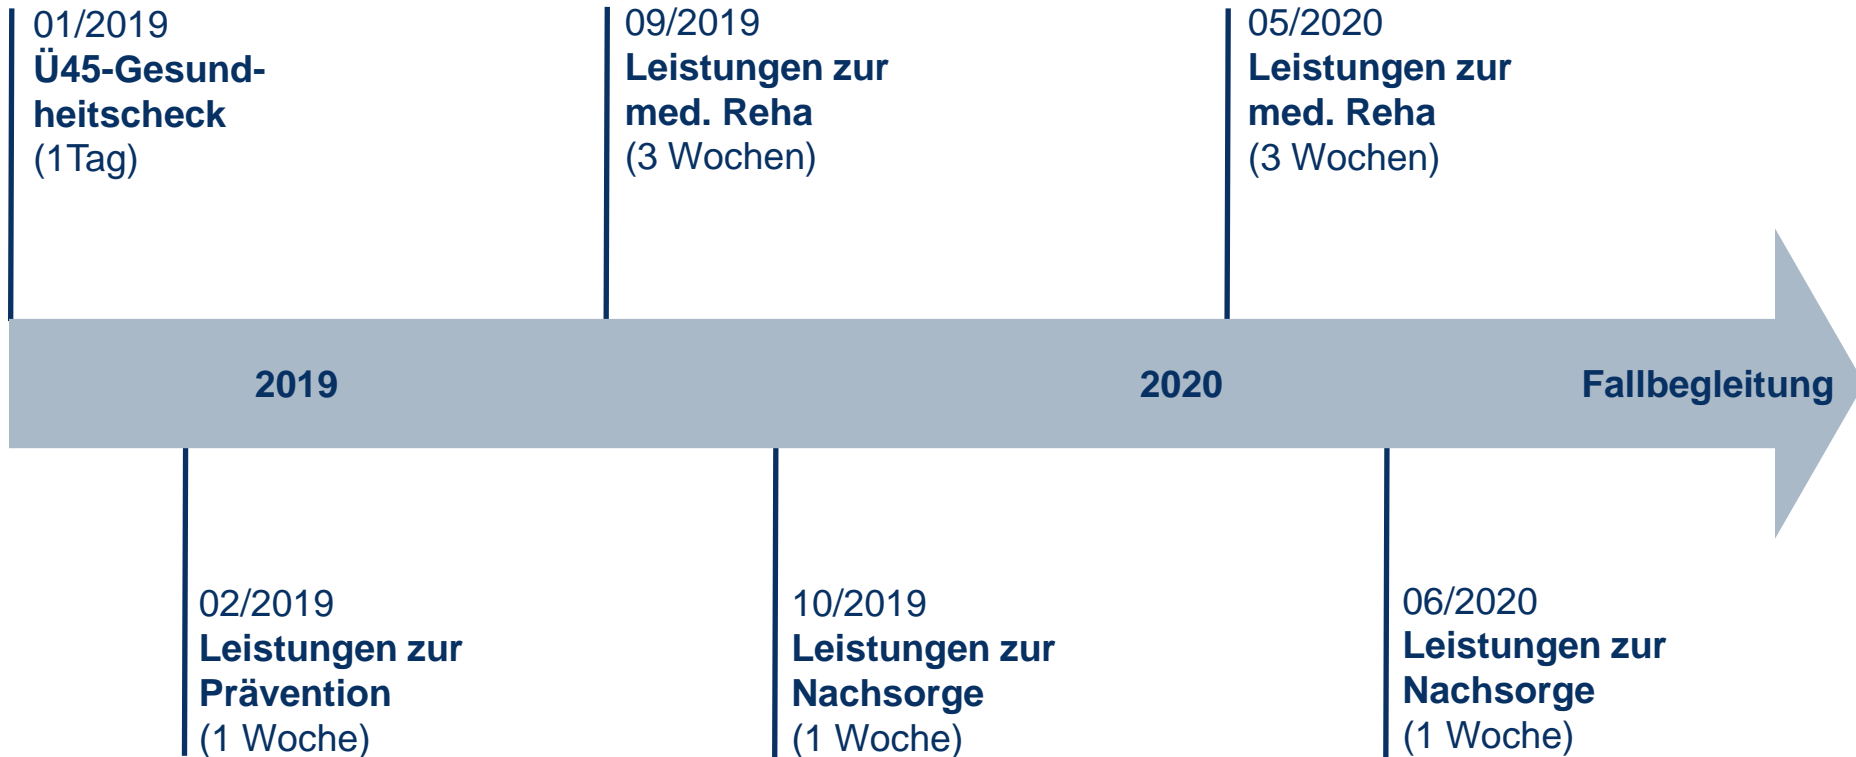 01/2019
Ü45-Gesund-
heitscheck
(1Tag)
09/2019
Leistungen zur
med. Reha
(3 Wochen)
05/2020
Leistungen zur
med. Reha
(3 Wochen)
2019
2020
Fallbegleitung
02/2019
Leistungen zur
Prävention
(1 Woche)
10/2019
Leistungen zur
Nachsorge
(1 Woche)
06/2020
Leistungen zur
Nachsorge
(1 Woche)